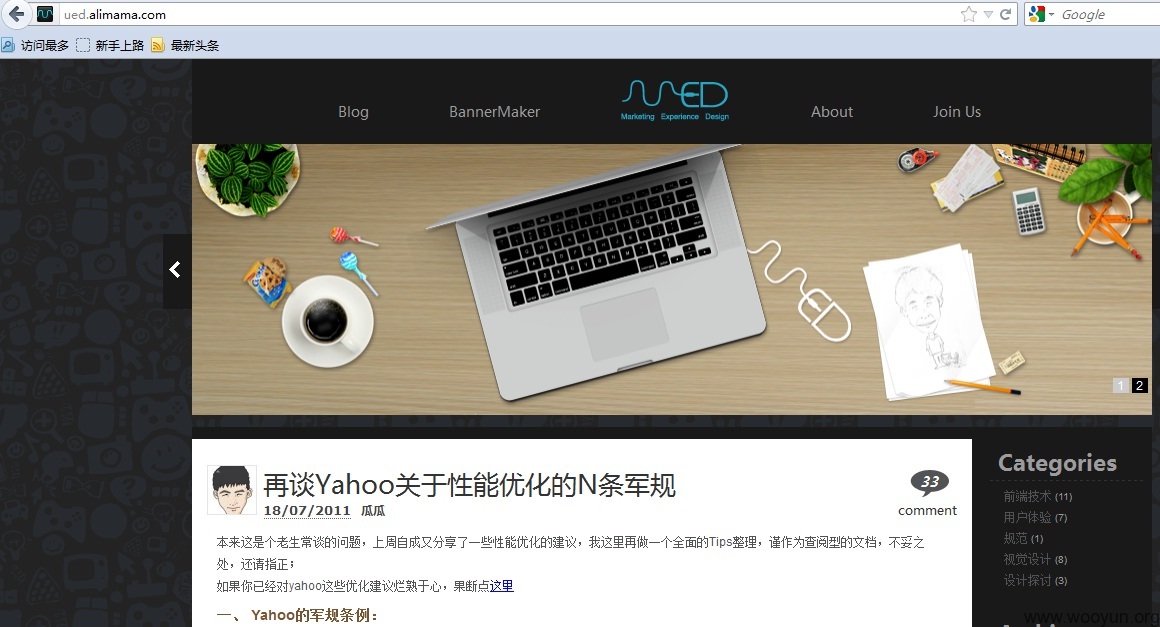 ued.alimama.com
Google
访问最多 新手上路 最新头条
Blog BannerMaker MED About Join Us
Marketing Experience Design
1 2
再谈Yahoo关于性能优化的N条军规
33
18/07/2011 瓜瓜
comment
本来这是个老生常谈的问题，上周自成又分享了一些性能优化的建议，我这里再做一个全面的Tips整理，谨作为查阅型的文档，不妥之
处，还请指正；
如果你已经对yahoo这些优化建议烂熟于心，果断点这里
一、 Yahoo的军规条例：
Categories
前端技术 (11)
用户体验 (7)
规范 (1)
视觉设计 (8)
设计探讨 (3)
www.wooyun.org